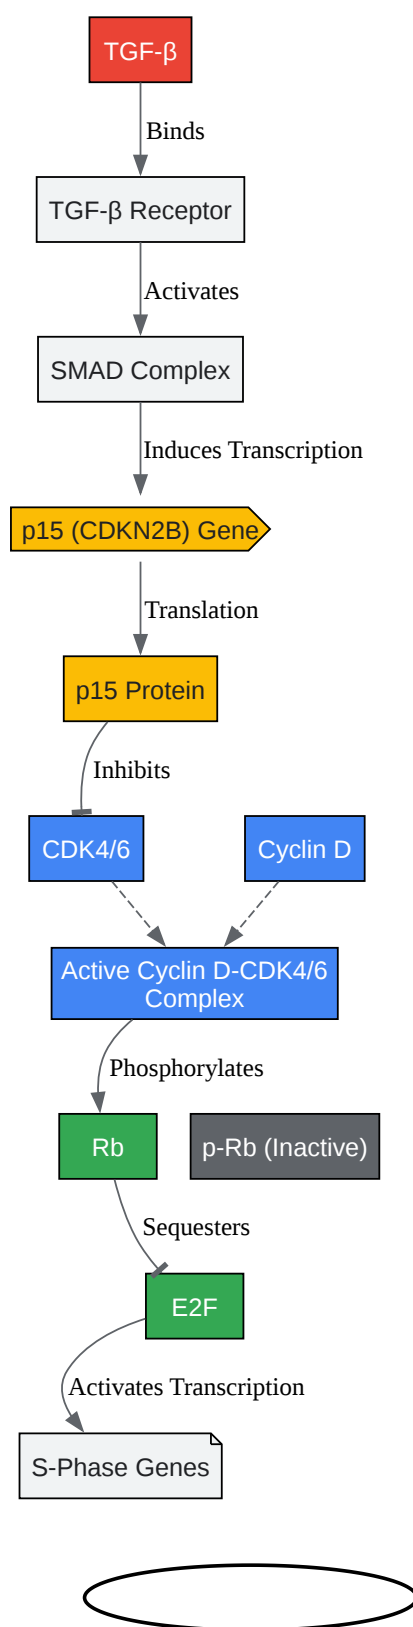 TGF-β
Binds
TGF-β Receptor
Activates
SMAD Complex
Induces Transcription
p15 (CDKN2B) Gene
Translation
p15 Protein
Inhibits
CDK4/6
Cyclin D
Active Cyclin D-CDK4/6
Complex
Phosphorylates
Rb
p-Rb (Inactive)
Sequesters
E2F
Activates Transcription
S-Phase Genes